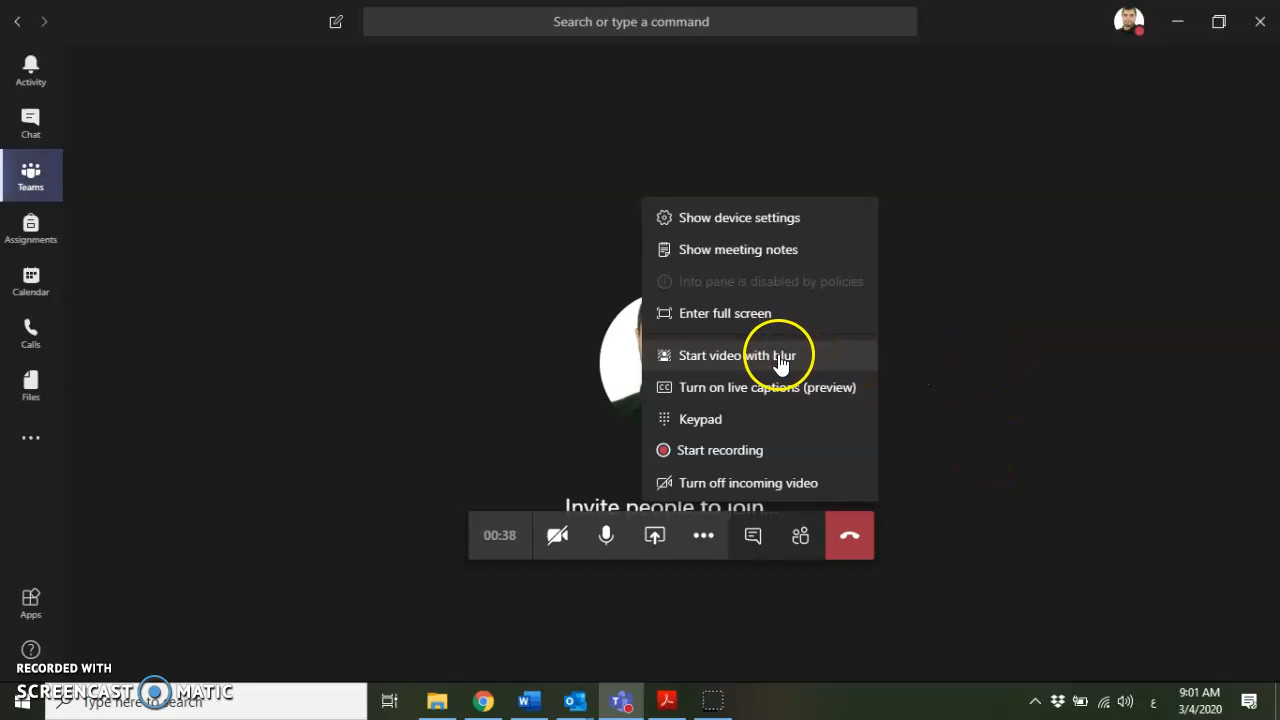 Search or type a command
Activity
Chat
Teams
Assignments
Calendar
Calls
Files
Apps
Show device settings
Show meeting notes
Info pane is disabled by policies
Enter full screen
Start video with blur
Turn on live captions (preview)
Keypad
Start recording
Turn off incoming video
Invite people to join
00:38
RECORDED WITH
SCREENCAST MATIC
Type here to search
ع
9:01 AM
3/4/2020